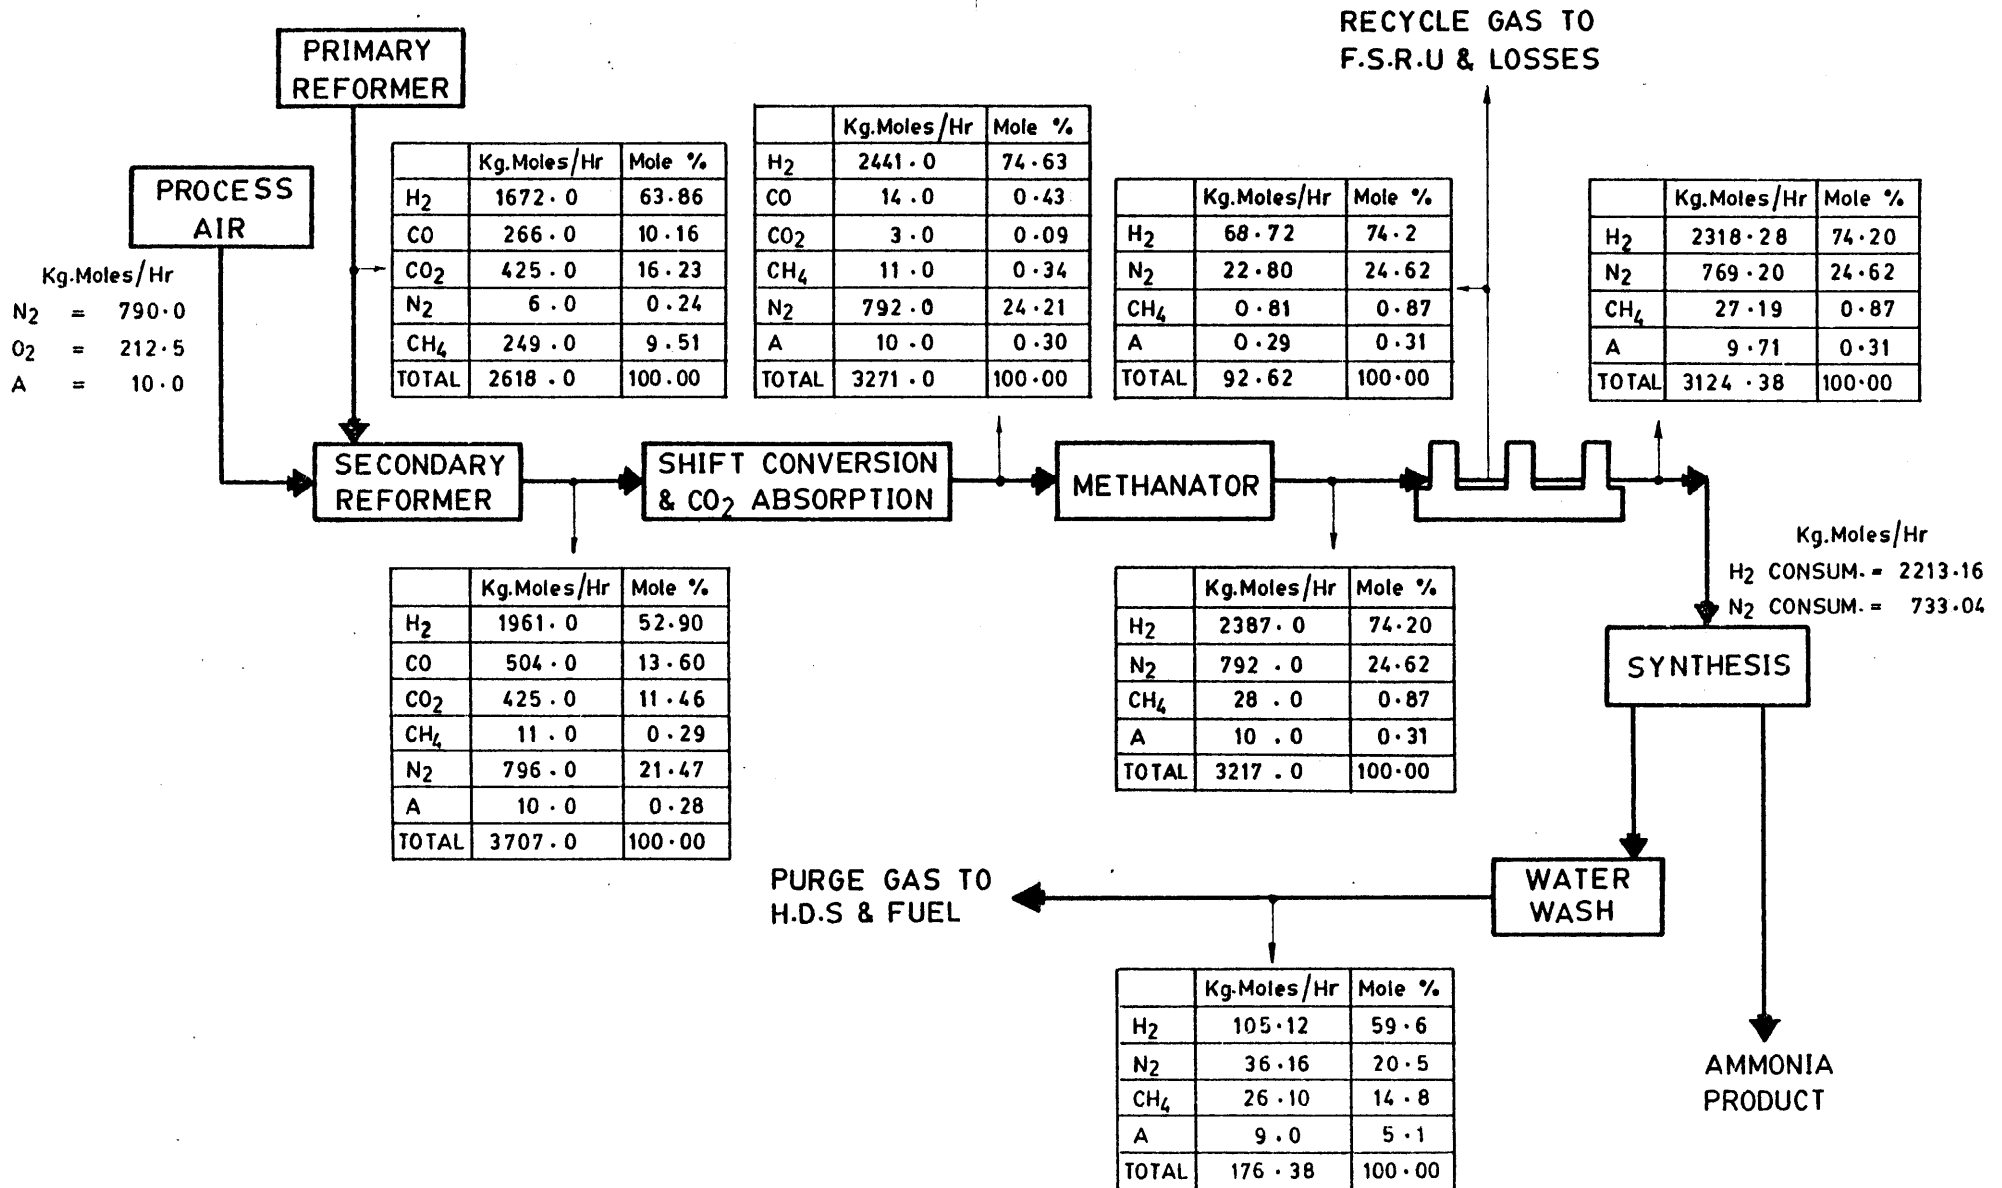 RECYCLE GAS TO
F.S.R.U & LOSSES
PRIMARY
REFORMER
PROCESS
AIR
Kg.Moles/Hr
N2 = 790.0
O2 = 212.5
A = 10.0
Kg.Moles/Hr Mole %
H2 1672.0 63.86
CO 266.0 10.16
CO2 425.0 16.23
N2 6.0 0.24
CH4 249.0 9.51
TOTAL 2618.0 100.00
Kg.Moles/Hr Mole %
H2 2441.0 74.63
CO 14.0 0.43
CO2 3.0 0.09
CH4 11.0 0.34
N2 792.0 24.21
A 10.0 0.30
TOTAL 3271.0 100.00
Kg.Moles/Hr Mole %
H2 68.72 74.2
N2 22.80 24.62
CH4 0.81 0.87
A 0.29 0.31
TOTAL 92.62 100.00
Kg.Moles/Hr Mole %
H2 2318.28 74.20
N2 769.20 24.62
CH4 27.19 0.87
A 9.71 0.31
TOTAL 3124.38 100.00
SECONDARY
REFORMER
SHIFT CONVERSION
& CO2 ABSORPTION
METHANATOR
Kg.Moles/Hr
H2 CONSUM. = 2213.16
N2 CONSUM. = 733.04
SYNTHESIS
Kg.Moles/Hr Mole %
H2 1961.0 52.90
CO 504.0 13.60
CO2 425.0 11.46
CH4 11.0 0.29
N2 796.0 21.47
A 10.0 0.28
TOTAL 3707.0 100.00
Kg.Moles/Hr Mole %
H2 2387.0 74.20
N2 792.0 24.62
CH4 28.0 0.87
A 10.0 0.31
TOTAL 3217.0 100.00
PURGE GAS TO
H.D.S & FUEL
WATER
WASH
Kg.Moles/Hr Mole %
H2 105.12 59.6
N2 36.16 20.5
CH4 26.10 14.8
A 9.0 5.1
TOTAL 176.38 100.00
AMMONIA
PRODUCT